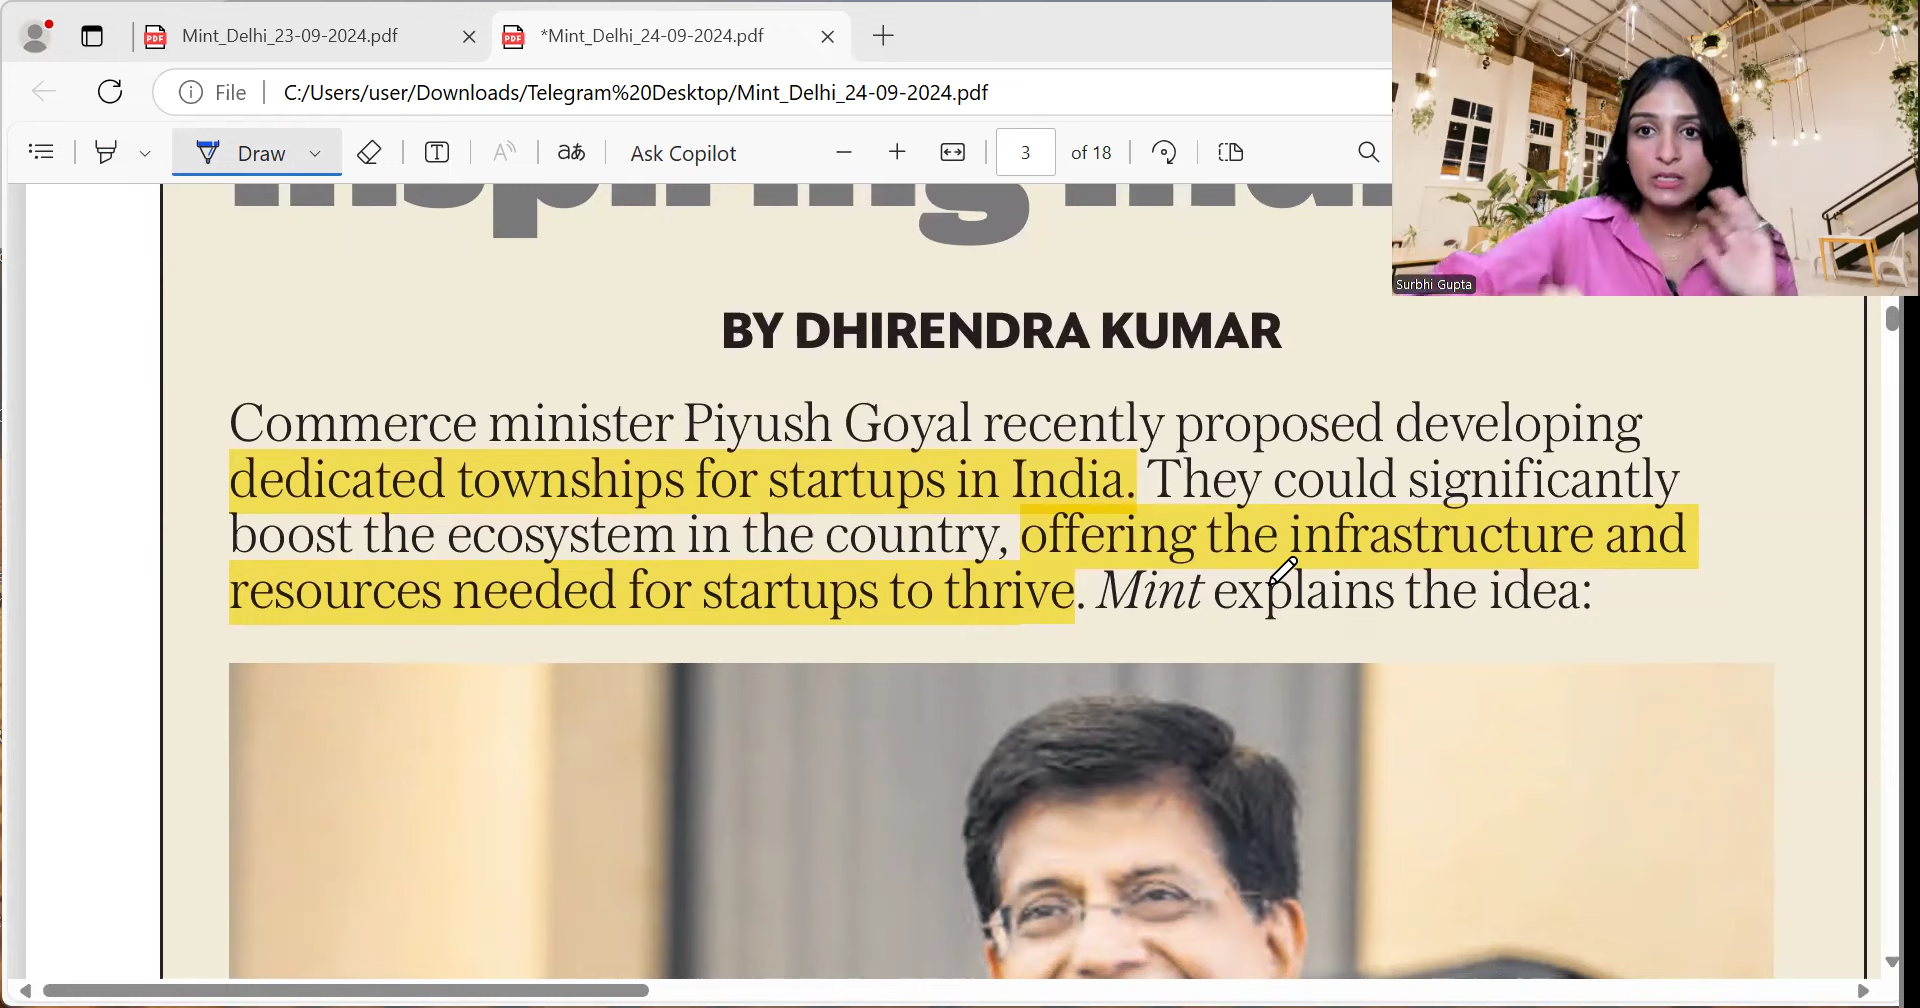 Mint_Delhi_23-09-2024.pdf
*Mint_Delhi_24-09-2024.pdf
File
C:/Users/user/Downloads/Telegram%20Desktop/Mint_Delhi_24-09-2024.pdf
Draw
Ask Copilot
3
of 18
Surbhi Gupta
BY DHIRENDRA KUMAR
Commerce minister Piyush Goyal recently proposed developing
dedicated townships for startups in India. They could significantly
boost the ecosystem in the country, offering the infrastructure and
resources needed for startups to thrive. Mint explains the idea: